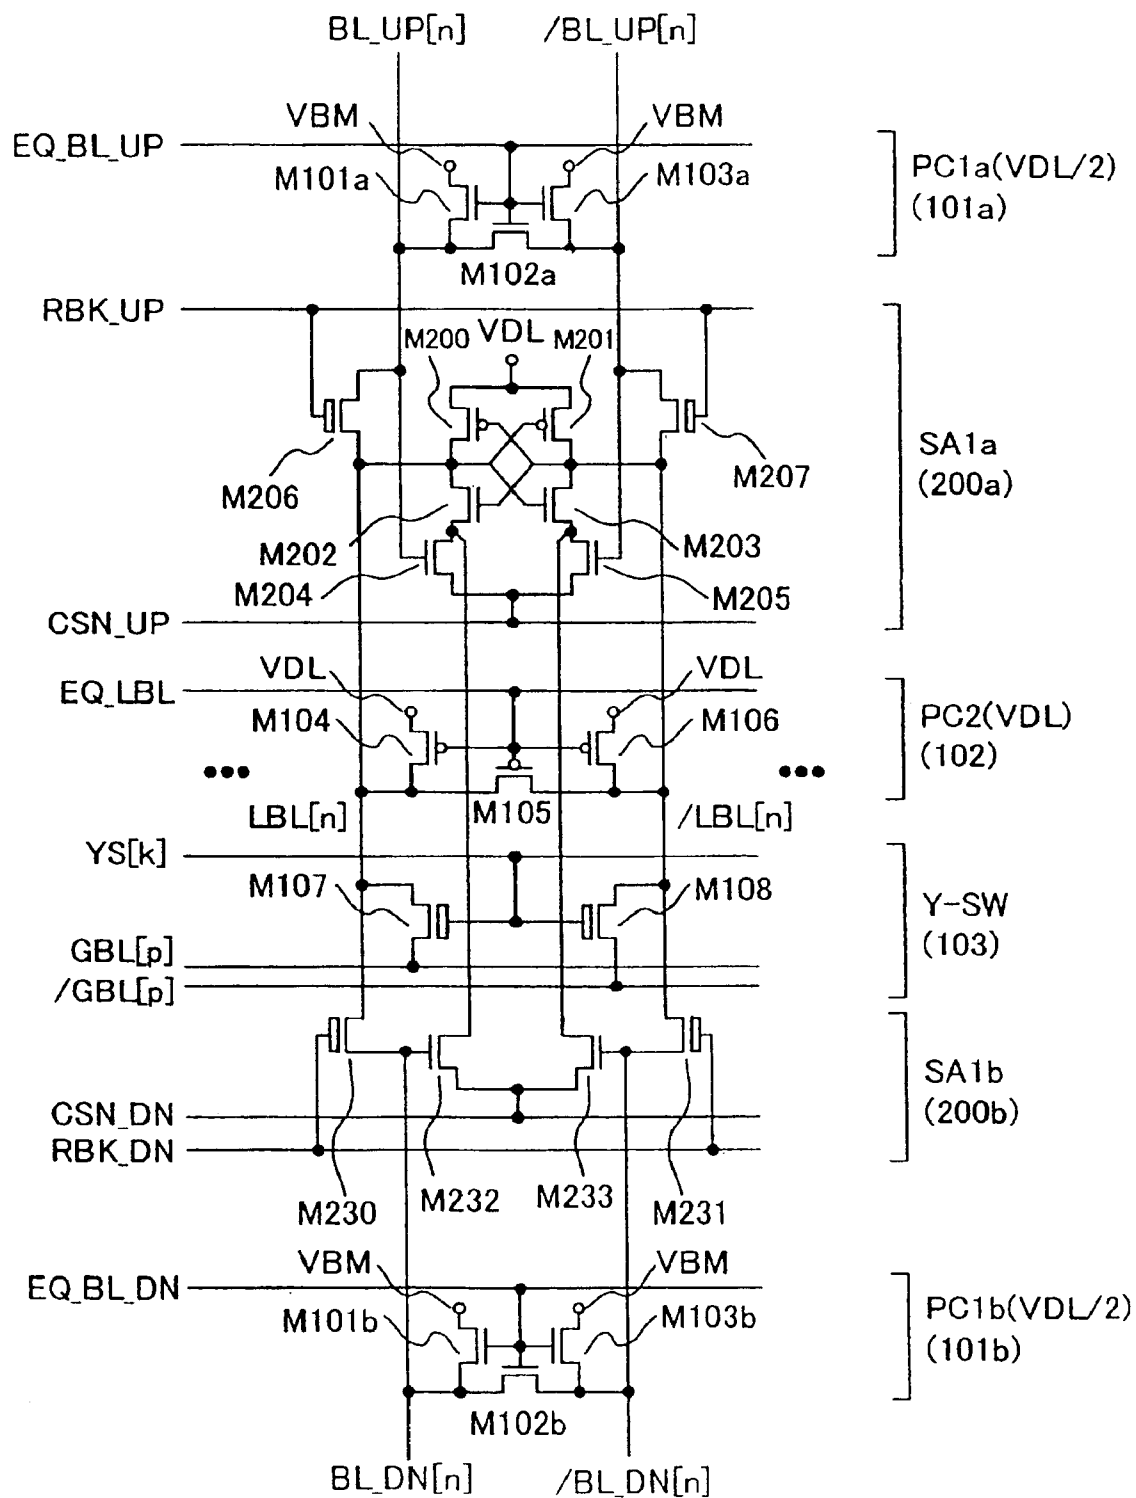 BL_UP[n] /BL_UP[n]
VBM VBM
EQ_BL_UP
M101a M103a
PC1a(VDL/2)
(101a)
M102a
RBK_UP
M200 VDL M201
M206 M207
SA1a
(200a)
M202 M203
M204 M205
CSN_UP
VDL VDL
EQ_LBL
M104 M106
PC2(VDL)
(102)
•••
•••
M105
LBL[n] /LBL[n]
YS[k]
M107 M108
Y-SW
(103)
GBL[p]
/GBL[p]
SA1b
(200b)
CSN_DN
RBK_DN
M230 M232 M233 M231
VBM VBM
EQ_BL_DN
M101b M103b
PC1b(VDL/2)
(101b)
M102b
BL_DN[n] /BL_DN[n]